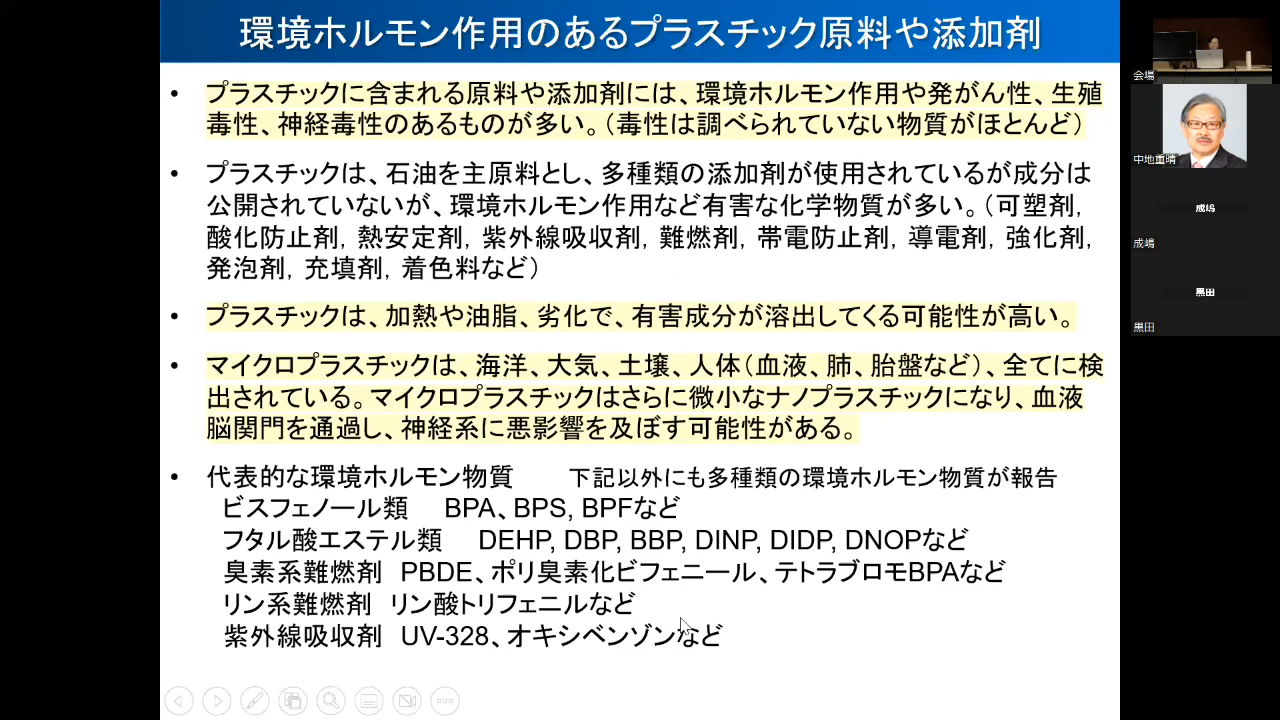 環境ホルモン作用のあるプラスチック原料や添加剤
• プラスチックに含まれる原料や添加剤には、環境ホルモン作用や発がん性、生殖
毒性、神経毒性のあるものが多い。（毒性は調べられていない物質がほとんど）
• プラスチックは、石油を主原料とし、多種類の添加剤が使用されているが成分は
公開されていないが、環境ホルモン作用など有害な化学物質が多い。（可塑剤，
酸化防止剤，熱安定剤，紫外線吸収剤，難燃剤，帯電防止剤，導電剤，強化剤，
発泡剤，充填剤，着色料など）
• プラスチックは、加熱や油脂、劣化で、有害成分が溶出してくる可能性が高い。
• マイクロプラスチックは、海洋、大気、土壌、人体（血液、肺、胎盤など）、全てに検
出されている。マイクロプラスチックはさらに微小なナノプラスチックになり、血液
脳関門を通過し、神経系に悪影響を及ぼす可能性がある。
• 代表的な環境ホルモン物質 下記以外にも多種類の環境ホルモン物質が報告
ビスフェノール類 BPA、BPS, BPFなど
フタル酸エステル類 DEHP, DBP, BBP, DINP, DIDP, DNOPなど
臭素系難燃剤 PBDE、ポリ臭素化ビフェニール、テトラブロモBPAなど
リン系難燃剤 リン酸トリフェニルなど
紫外線吸収剤 UV-328、オキシベンゾンなど
会場
中地重晴
成嶋
成嶋
黒田
黒田